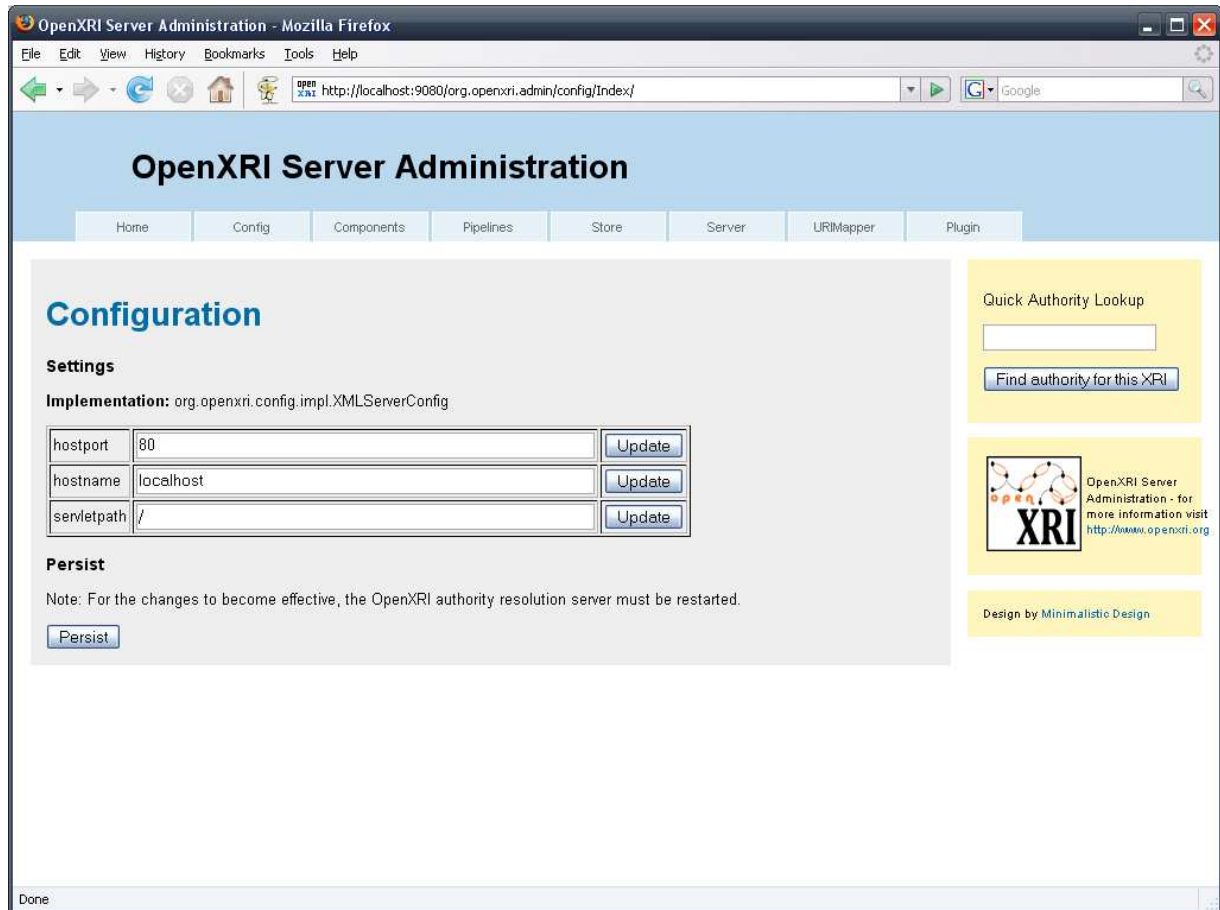 OpenXRI Server Administration - Mozilla Firefox
File Edit View History Bookmarks Tools Help
open XRI http://localhost:9080/org.openxri.admin/config/Index/ G Google
OpenXRI Server Administration
Home Config Components Pipelines Store Server URIMapper Plugin
Configuration
Settings
Implementation: org.openxri.config.impl.XMLServerConfig
hostport 80 Update
hostname localhost Update
servletpath / Update
Persist
Note: For the changes to become effective, the OpenXRI authority resolution server must be restarted.
Persist
Quick Authority Lookup
Find authority for this XRI
open
XRI
OpenXRI Server
Administration - for
more information visit
http://www.openxri.org
Design by Minimalistic Design
Done